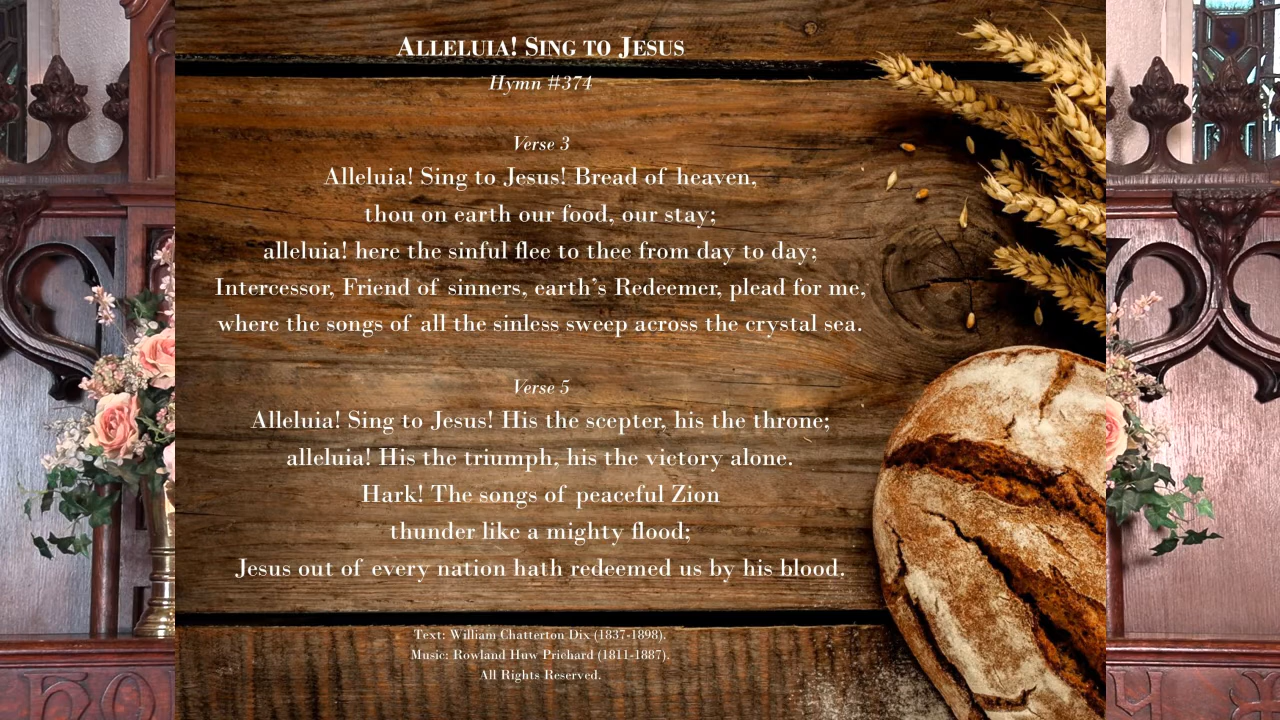 ALLELUIA! SING TO JESUS
Hymn #374
Verse 3
Alleluia! Sing to Jesus! Bread of heaven,
thou on earth our food, our stay;
alleluia! here the sinful flee to thee from day to day;
Intercessor, Friend of sinners, earth's Redeemer, plead for me,
where the songs of all the sinless sweep across the crystal sea.
Verse 5
Alleluia! Sing to Jesus! His the scepter, his the throne;
alleluia! His the triumph, his the victory alone.
Hark! The songs of peaceful Zion
thunder like a mighty flood;
Jesus out of every nation hath redeemed us by his blood.
Text: William Chatterton Dix (1837-1898).
Music: Rowland Huw Prichard (1811-1887).
All Rights Reserved.